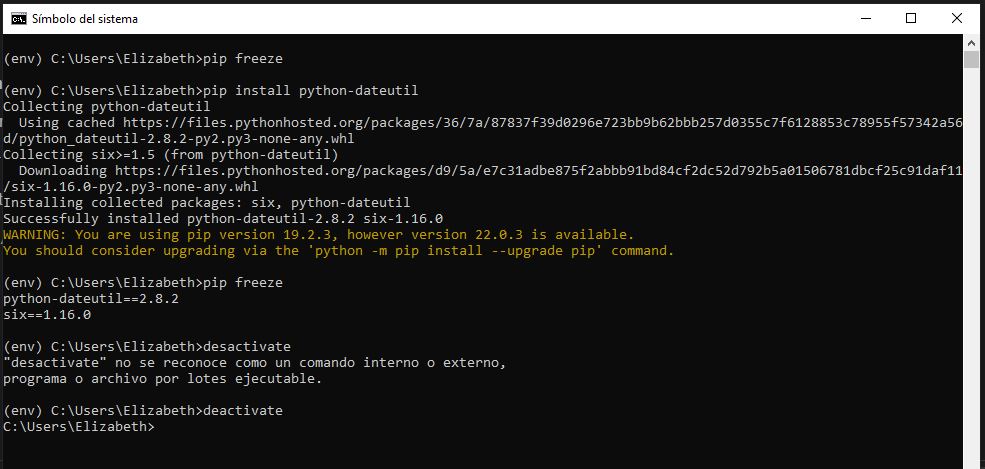 Símbolo del sistema
(env) C:\Users\Elizabeth>pip freeze
(env) C:\Users\Elizabeth>pip install python-dateutil
Collecting python-dateutil
  Using cached https://files.pythonhosted.org/packages/36/7a/87837f39d0296e723bb9b62bbb257d0355c7f6128853c78955f57342a56
d/python_dateutil-2.8.2-py2.py3-none-any.whl
Collecting six>=1.5 (from python-dateutil)
  Downloading https://files.pythonhosted.org/packages/d9/5a/e7c31adbe875f2abbb91bd84cf2dc52d792b5a01506781dbcf25c91daf11
/six-1.16.0-py2.py3-none-any.whl
Installing collected packages: six, python-dateutil
Successfully installed python-dateutil-2.8.2 six-1.16.0
WARNING: You are using pip version 19.2.3, however version 22.0.3 is available.
You should consider upgrading via the 'python -m pip install --upgrade pip' command.
(env) C:\Users\Elizabeth>pip freeze
python-dateutil==2.8.2
six==1.16.0
(env) C:\Users\Elizabeth>desactivate
"desactivate" no se reconoce como un comando interno o externo,
programa o archivo por lotes ejecutable.
(env) C:\Users\Elizabeth>deactivate
C:\Users\Elizabeth>